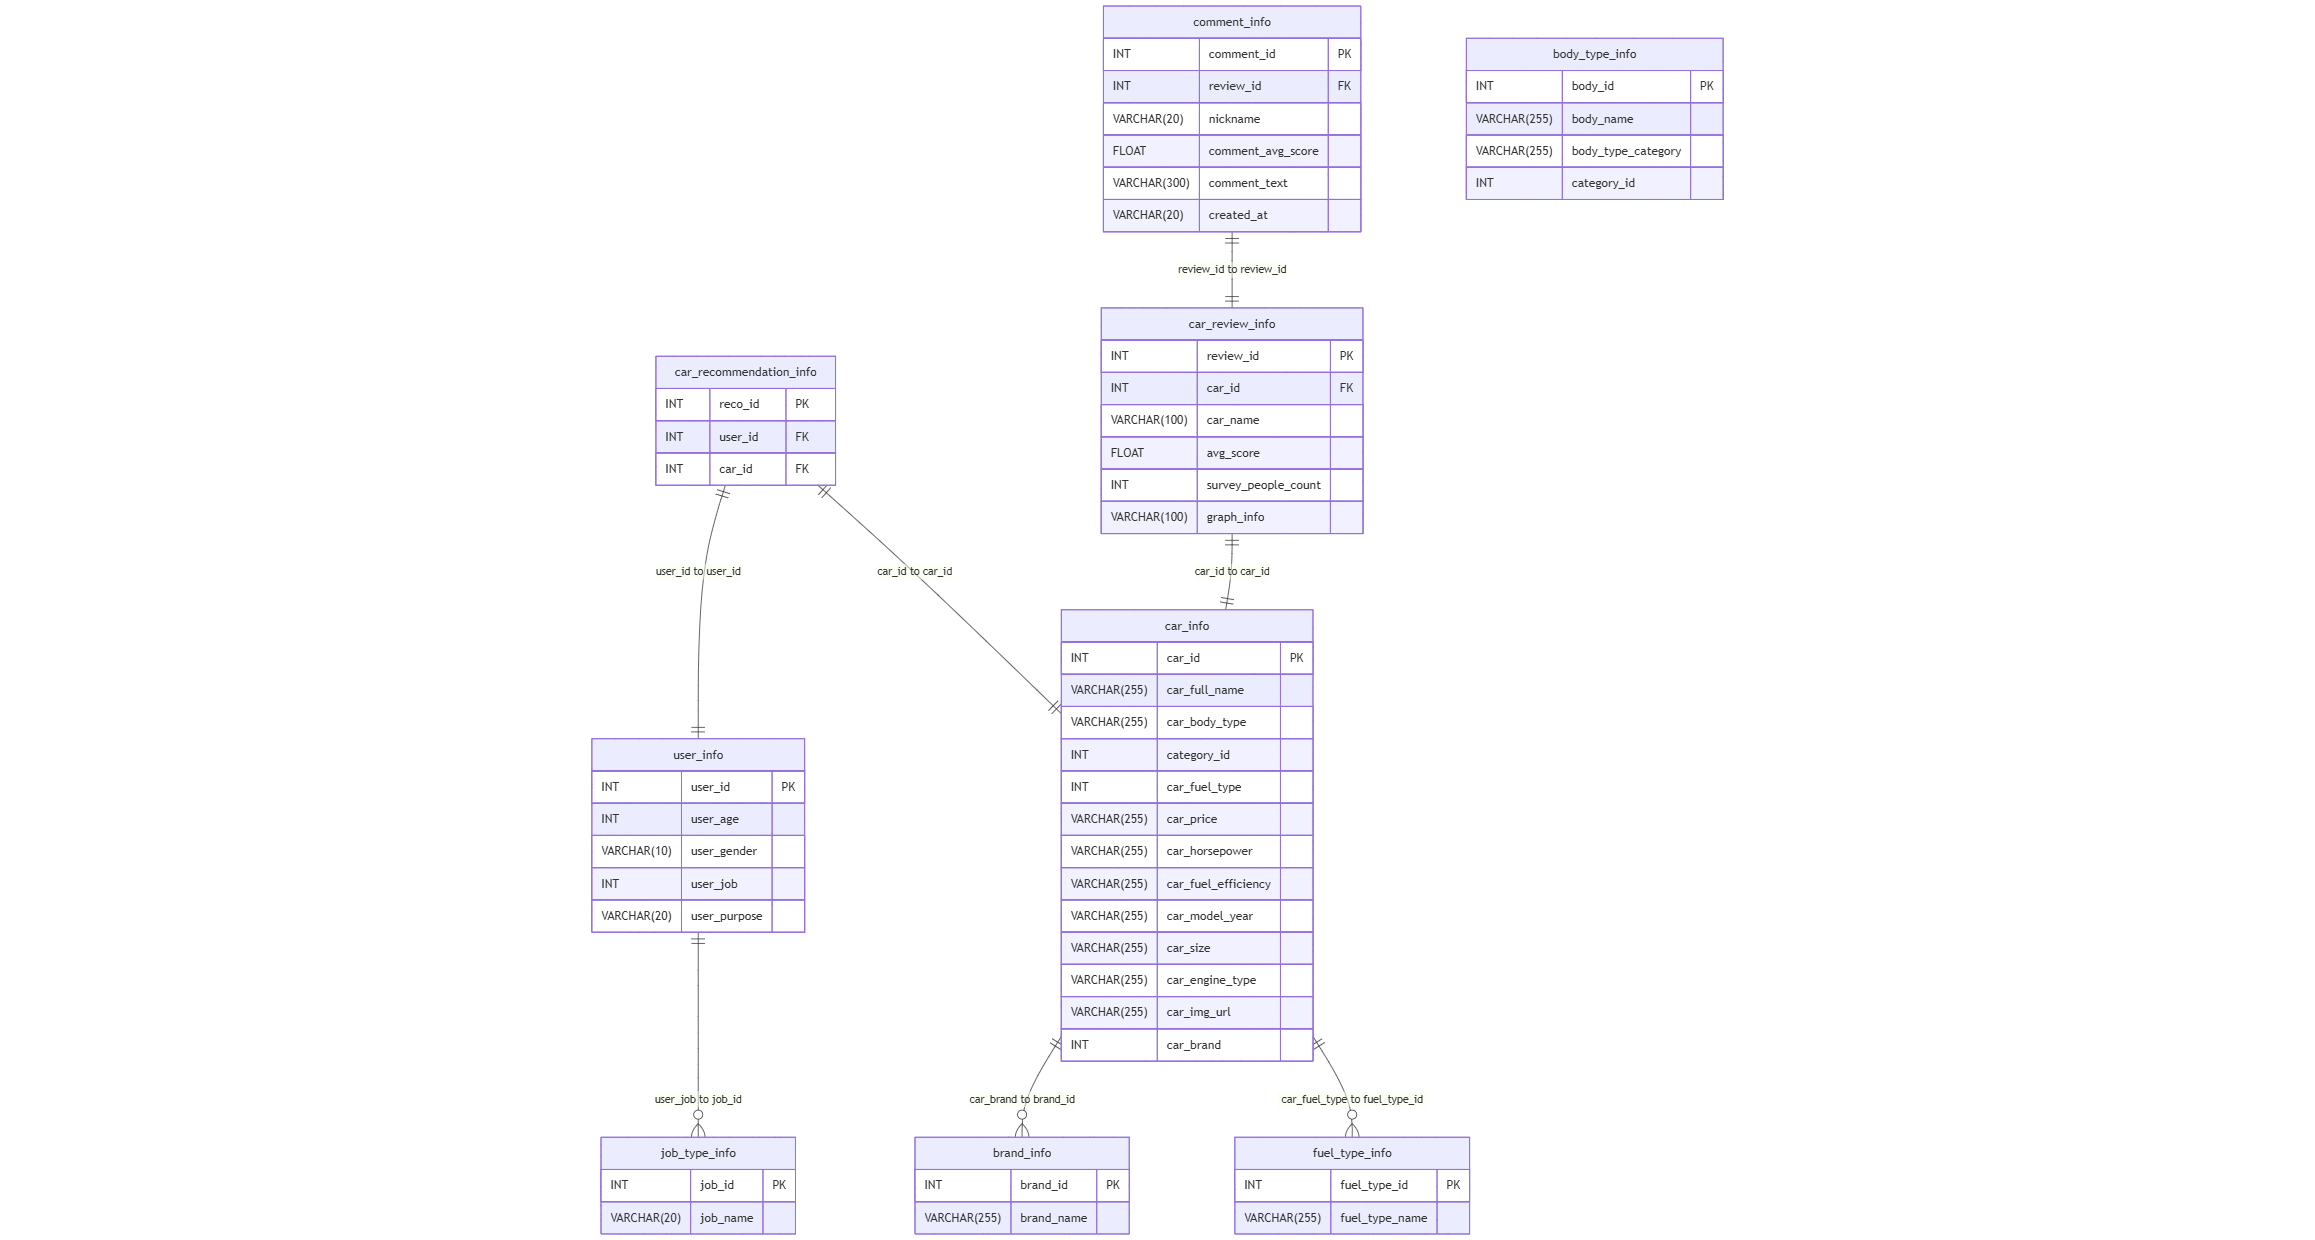 comment_info
INT comment_id PK
INT review_id FK
VARCHAR(20) nickname
FLOAT comment_avg_score
VARCHAR(300) comment_text
VARCHAR(20) created_at
body_type_info
INT body_id PK
VARCHAR(255) body_name
VARCHAR(255) body_type_category
INT category_id
review_id to review_id
car_review_info
INT review_id PK
INT car_id FK
VARCHAR(100) car_name
FLOAT avg_score
INT survey_people_count
VARCHAR(100) graph_info
car_recommendation_info
INT reco_id PK
INT user_id FK
INT car_id FK
user_id to user_id
car_id to car_id
car_id to car_id
car_info
INT car_id PK
VARCHAR(255) car_full_name
VARCHAR(255) car_body_type
INT category_id
INT car_fuel_type
VARCHAR(255) car_price
VARCHAR(255) car_horsepower
VARCHAR(255) car_fuel_efficiency
VARCHAR(255) car_model_year
VARCHAR(255) car_size
VARCHAR(255) car_engine_type
VARCHAR(255) car_img_url
INT car_brand
user_info
INT user_id PK
INT user_age
VARCHAR(10) user_gender
INT user_job
VARCHAR(20) user_purpose
user_job to job_id
car_brand to brand_id
car_fuel_type to fuel_type_id
job_type_info
INT job_id PK
VARCHAR(20) job_name
brand_info
INT brand_id PK
VARCHAR(255) brand_name
fuel_type_info
INT fuel_type_id PK
VARCHAR(255) fuel_type_name